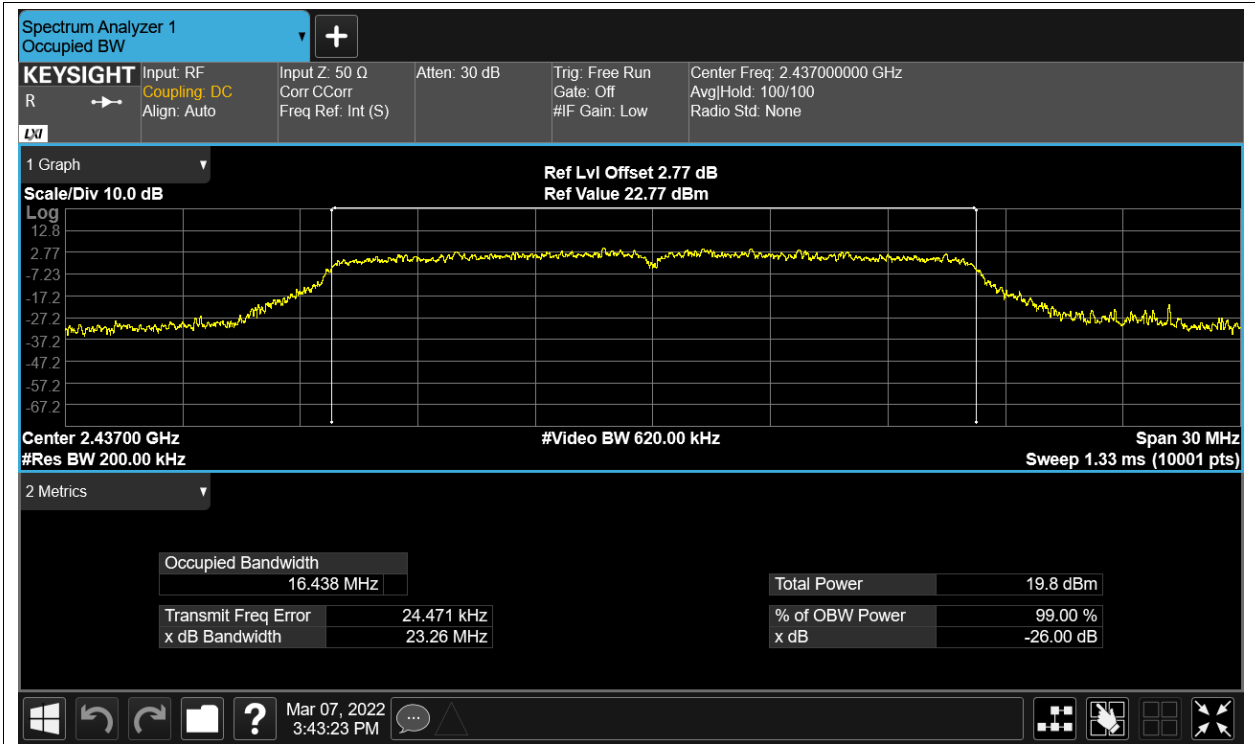 Spectrum Analyzer 1
Occupied BW
KEYSIGHT
R
LXI
Input: RF
Coupling: DC
Align: Auto
Input Z: 50 Ω
Corr CCorr
Freq Ref: Int (S)
Atten: 30 dB
Trig: Free Run
Gate: Off
#IF Gain: Low
Center Freq: 2.437000000 GHz
Avg|Hold: 100/100
Radio Std: None
1 Graph
Scale/Div 10.0 dB
Ref Lvl Offset 2.77 dB
Ref Value 22.77 dBm
Log
12.8
2.77
-7.23
-17.2
-27.2
-37.2
-47.2
-57.2
-67.2
Center 2.43700 GHz
#Res BW 200.00 kHz
#Video BW 620.00 kHz
Span 30 MHz
Sweep 1.33 ms (10001 pts)
2 Metrics
Occupied Bandwidth
16.438 MHz
Transmit Freq Error 24.471 kHz
x dB Bandwidth 23.26 MHz
Total Power 19.8 dBm
% of OBW Power 99.00 %
x dB -26.00 dB
?
Mar 07, 2022
3:43:23 PM